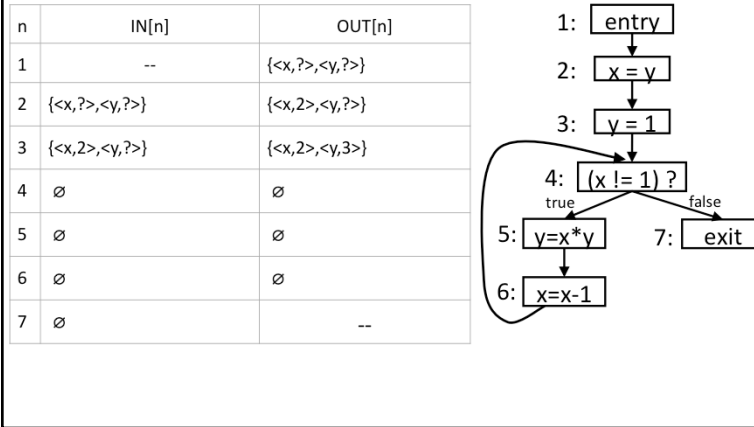 n IN[n] OUT[n]
1 -- {<x,?>,<y,?>}
2 {<x,?>,<y,?>} {<x,2>,<y,?>}
3 {<x,2>,<y,?>} {<x,2>,<y,3>}
4 ∅ ∅
5 ∅ ∅
6 ∅ ∅
7 ∅ --
1: entry
2: x = y
3: y = 1
4: (x != 1) ?
true false
5: y=x*y 7: exit
6: x=x-1